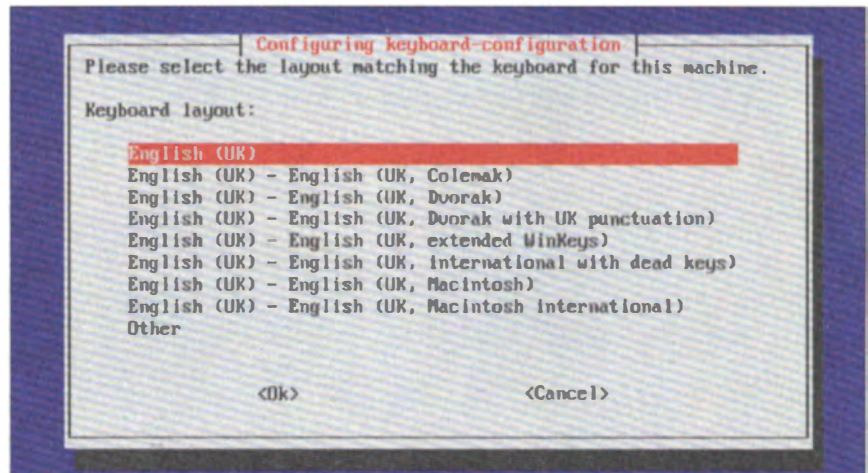 Configuring keyboard-configuration
Please select the layout matching the keyboard for this machine.
Keyboard layout:
English (UK)
English (UK) - English (UK, Colemak)
English (UK) - English (UK, Dvorak)
English (UK) - English (UK, Dvorak with UK punctuation)
English (UK) - English (UK, extended WinKeys)
English (UK) - English (UK, international with dead keys)
English (UK) - English (UK, Macintosh)
English (UK) - English (UK, Macintosh international)
Other
<Ok> <Cancel>